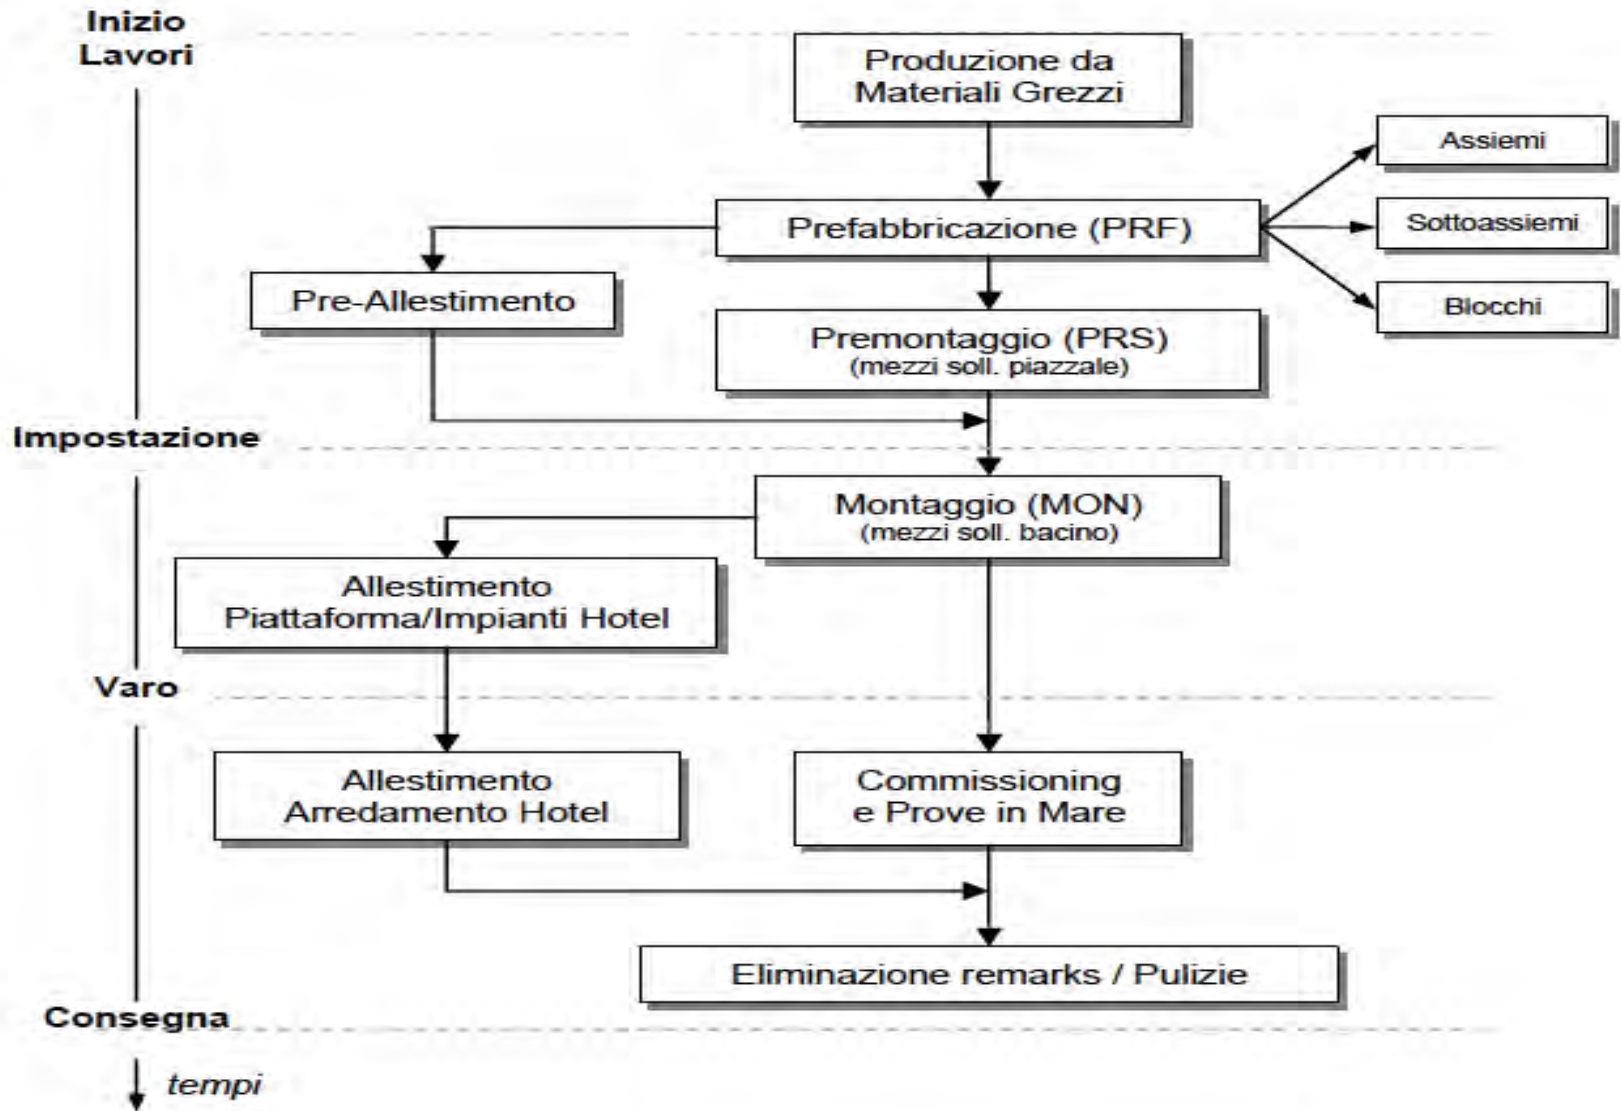 Inizio
Lavori
Produzione da
Materiali Grezzi
Assiemi
Prefabbricazione (PRF)
Sottoassiemi
Pre-Allestimento
Blocchi
Premontaggio (PRS)
(mezzi soll. piazzale)
Impostazione
Montaggio (MON)
(mezzi soll. bacino)
Allestimento
Piattaforma/Impianti Hotel
Varo
Allestimento
Arredamento Hotel
Commissioning
e Prove in Mare
Eliminazione remarks / Pulizie
Consegna
tempi